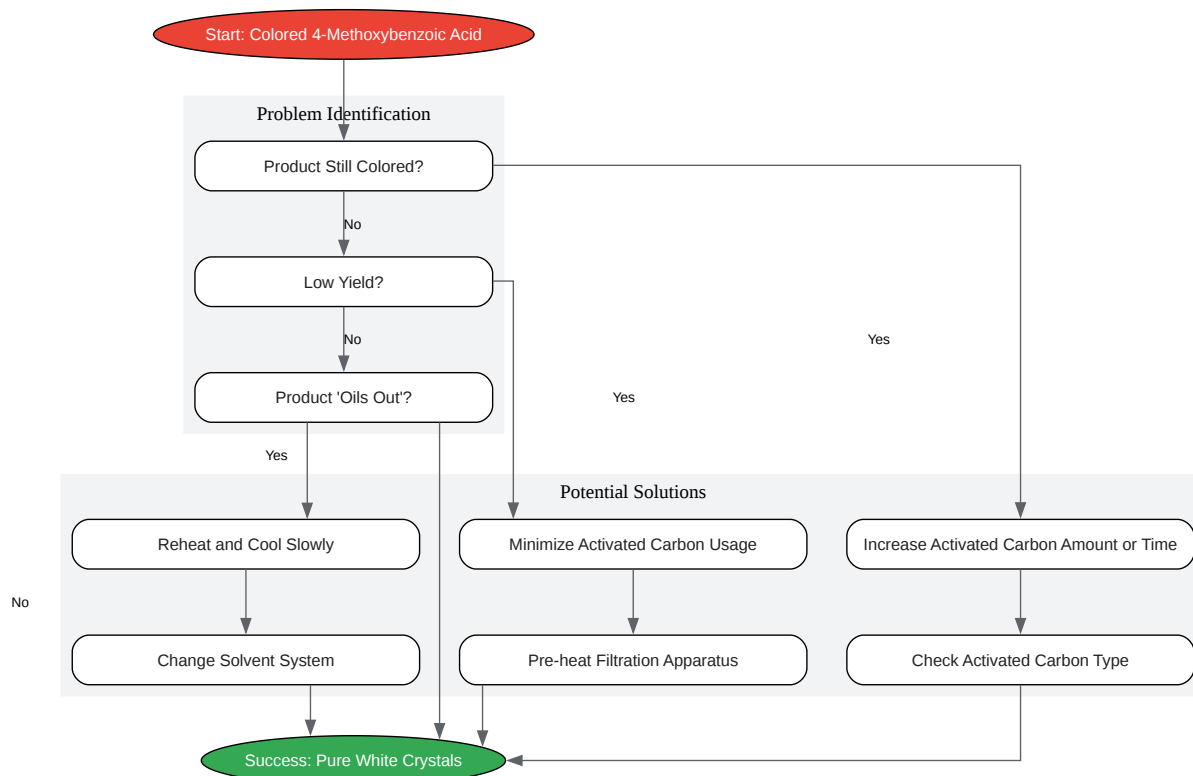 Start: Colored 4-Methoxybenzoic Acid
Problem Identification
Product Still Colored?
No
Low Yield?
No
Yes
Product 'Oils Out'?
Yes
Yes
Potential Solutions
Reheat and Cool Slowly
Minimize Activated Carbon Usage
Increase Activated Carbon Amount or Time
No
Change Solvent System
Pre-heat Filtration Apparatus
Check Activated Carbon Type
Success: Pure White Crystals